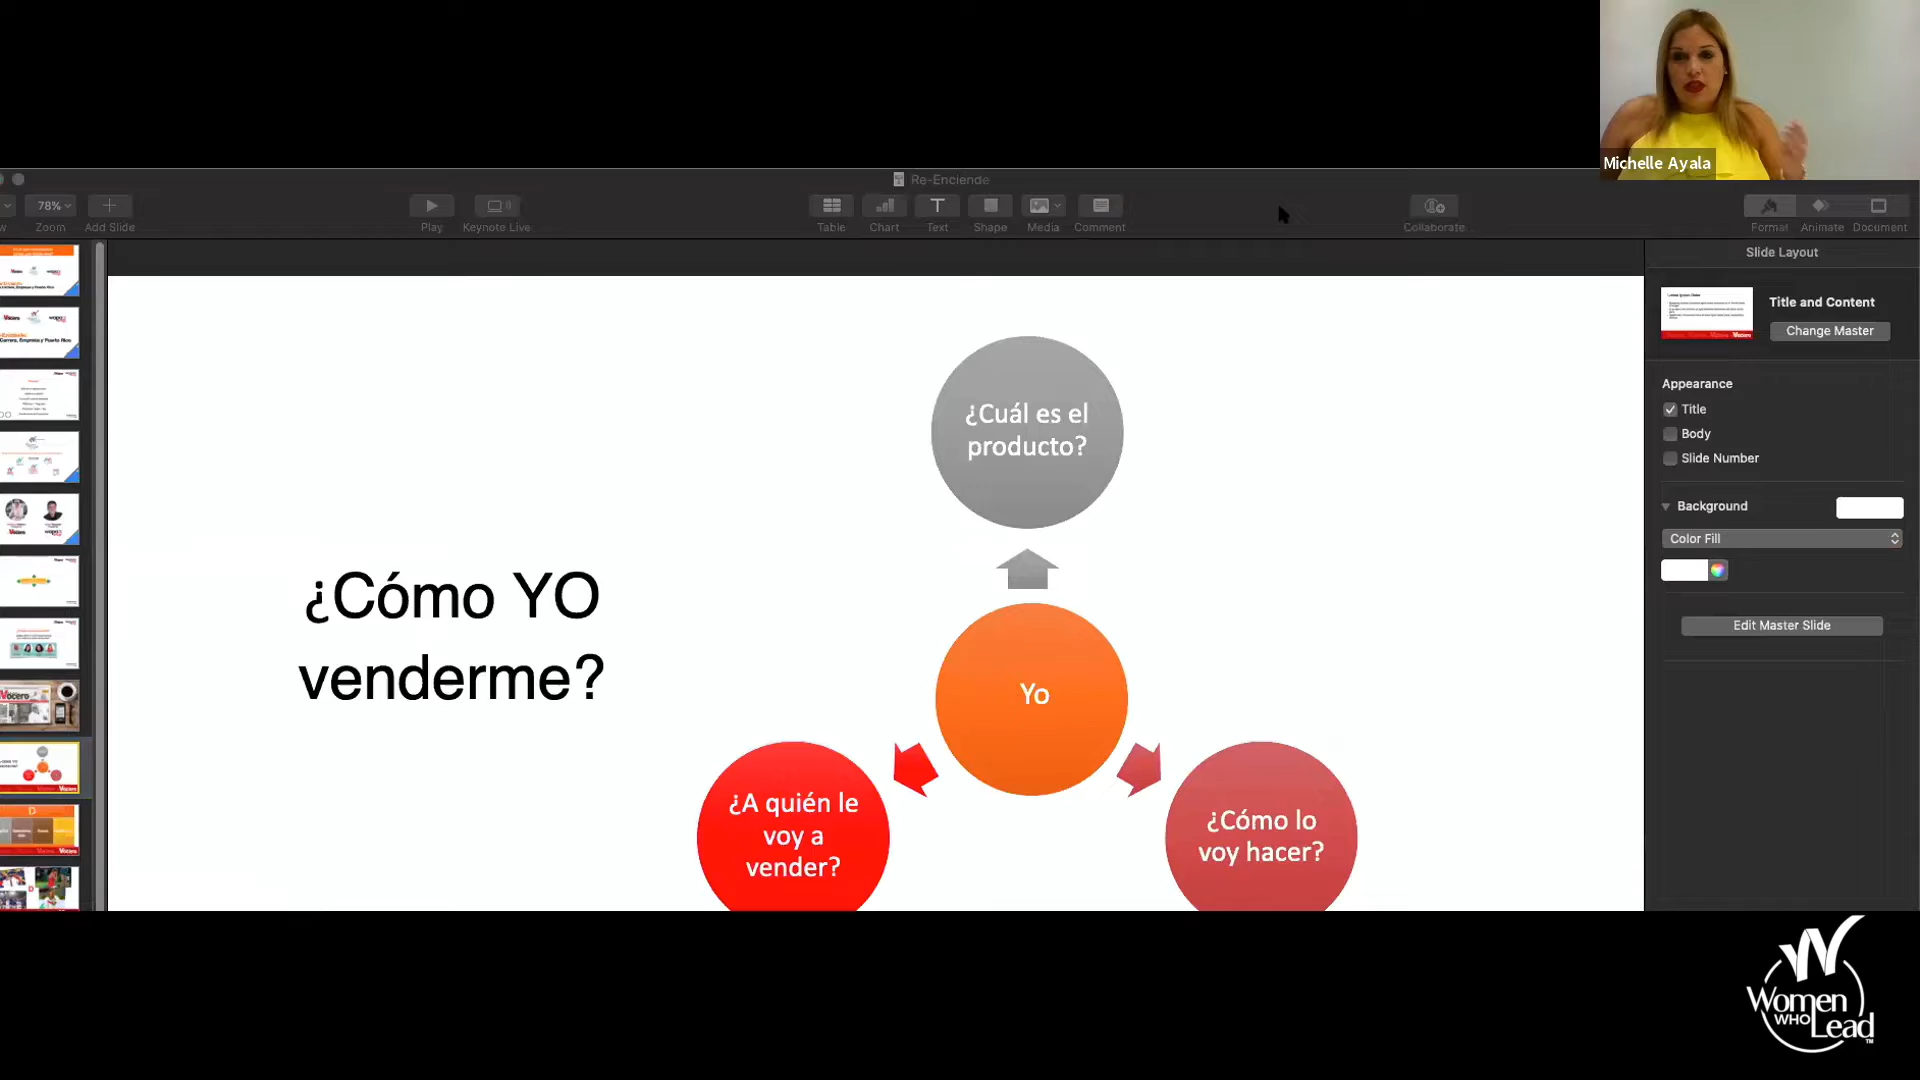 Michelle Ayala
Re-Enciende
78%
Zoom
Add Slide
Play
Keynote Live
Table
Chart
Text
Shape
Media
Comment
Collaborate
Format
Animate
Document
Slide Layout
Title and Content
Change Master
Appearance
Title
Body
Slide Number
Background
Color Fill
Edit Master Slide
¿Cuál es el
producto?
¿Cómo YO
venderme?
Yo
¿A quién le
voy a
vender?
¿Cómo lo
voy hacer?
Women
WHO
Lead
TM